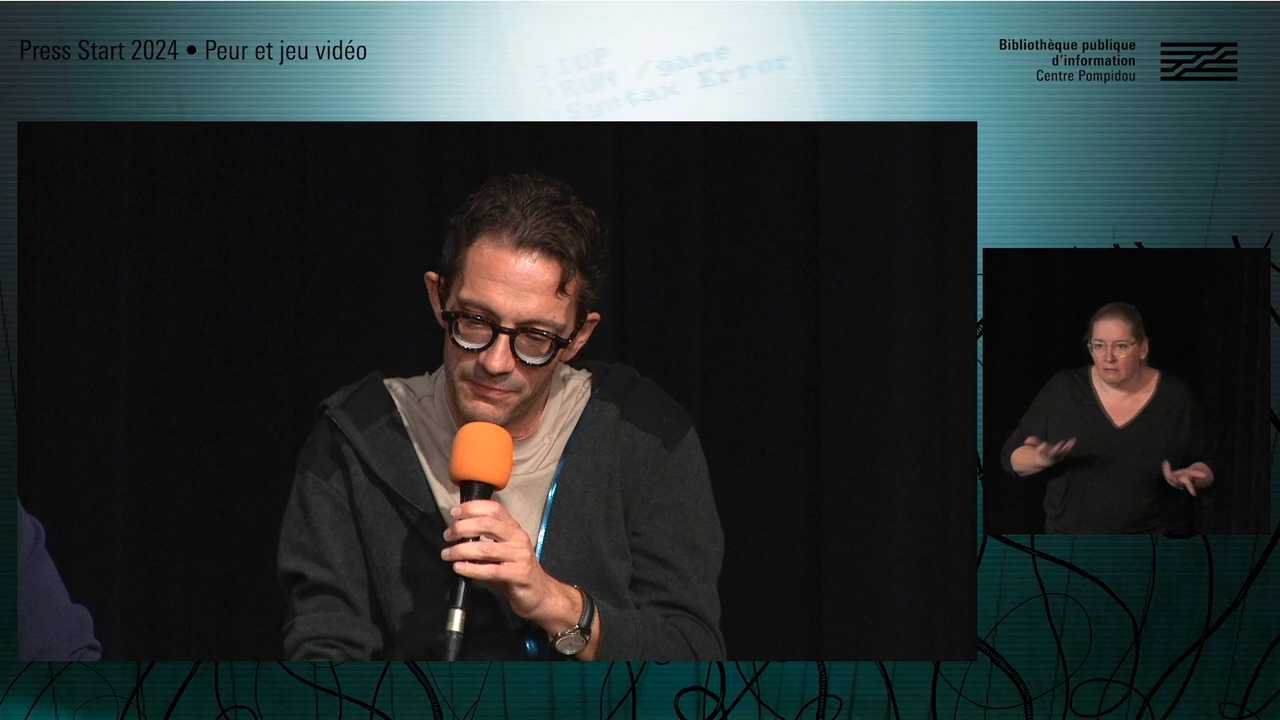 Press Start 2024 • Peur et jeu vidéo
Bibliothèque publique
d'information
Centre Pompidou
1UP
RUN /game
Syntax Error